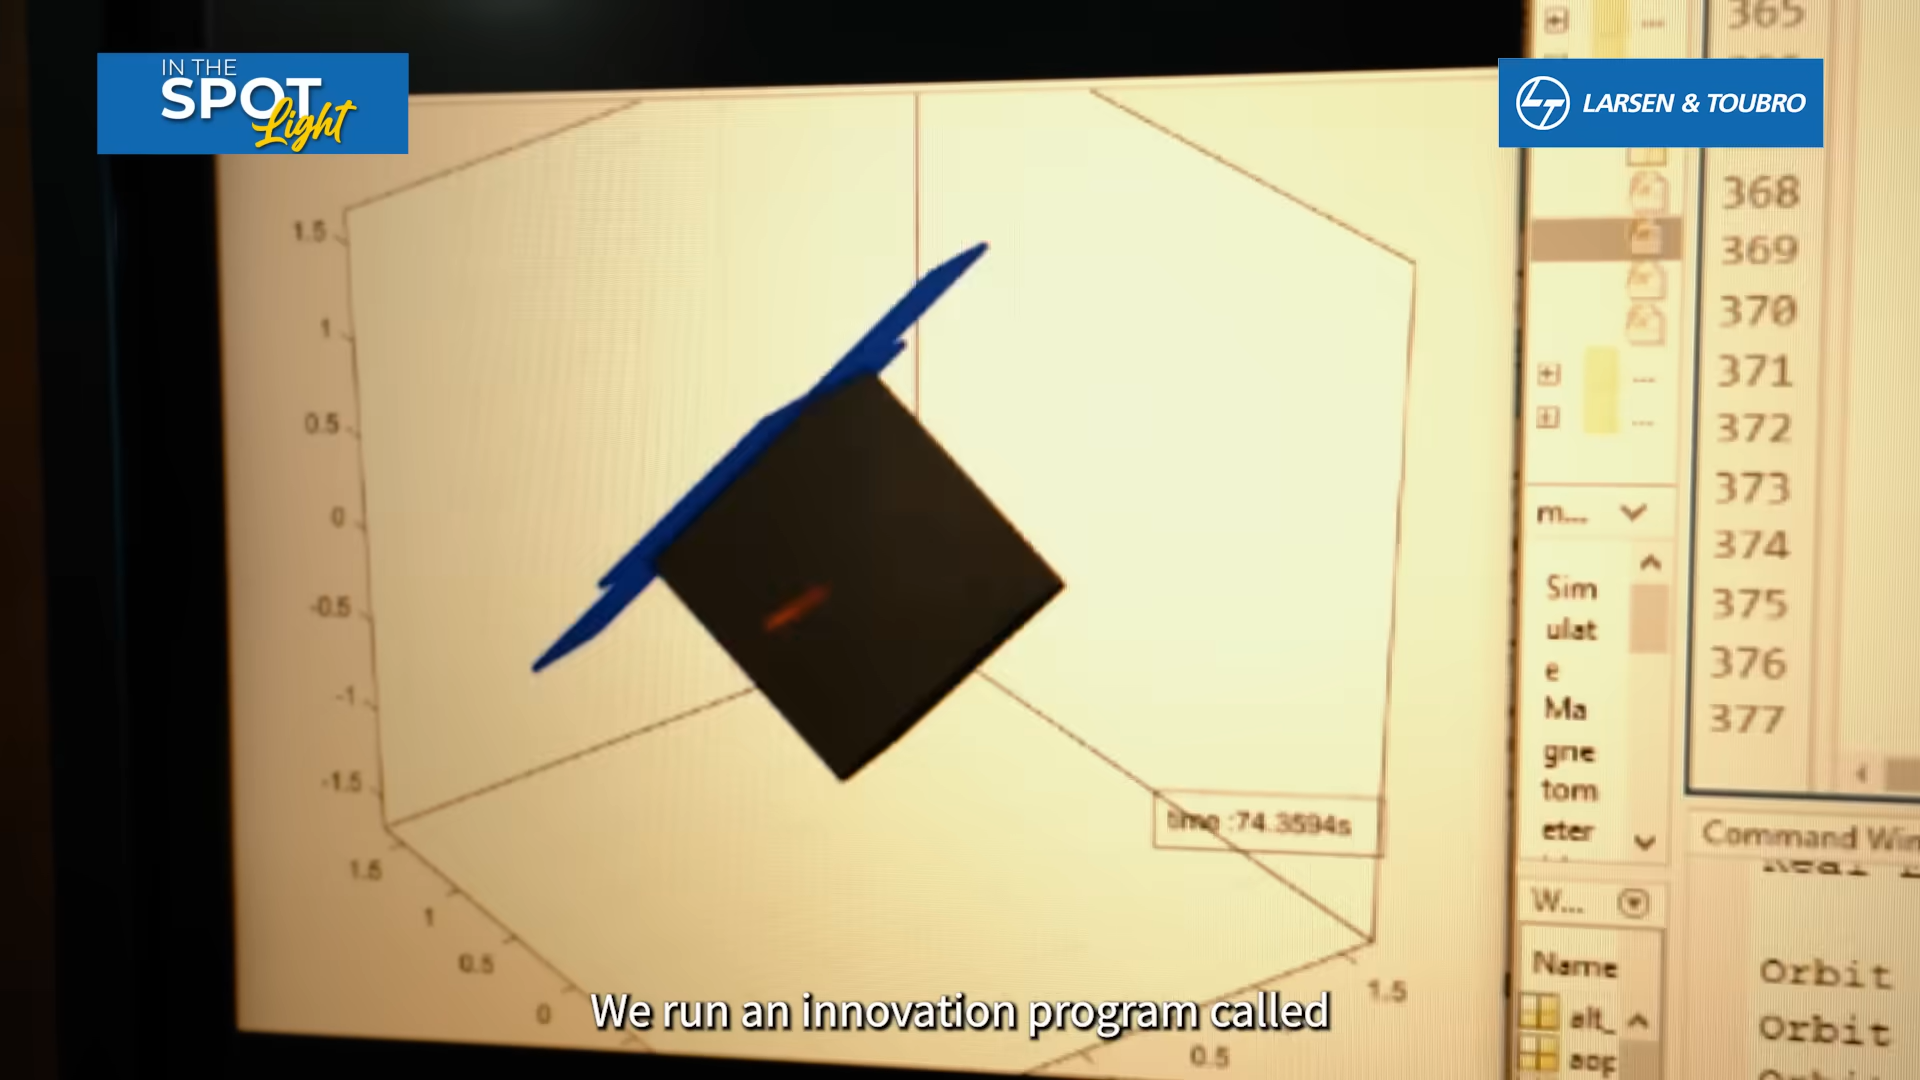 IN THE
SPOT
Light
LARSEN & TOUBRO
1.5
1
0.5
0
-0.5
-1
-1.5
1.5
1
0.5
0
1.5
0.5
time :74.3594s
365
368
369
370
371
372
373
374
375
376
377
m...
Sim
ulat
e
Ma
gne
tom
eter
W...
Name
alt_
Command Win
Orbit
Orbit
We run an innovation program called